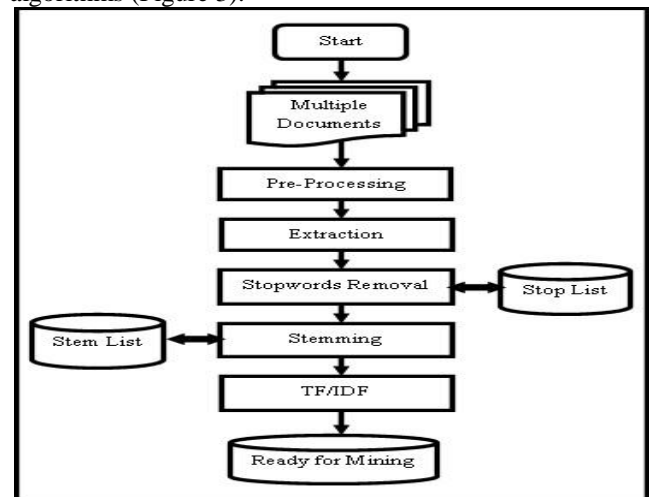 algorithms (Figure 3).
Start
Multiple
Documents
Pre-Processing
Extraction
Stopwords Removal
Stop List
Stem List
Stemming
TF/IDF
Ready for Mining